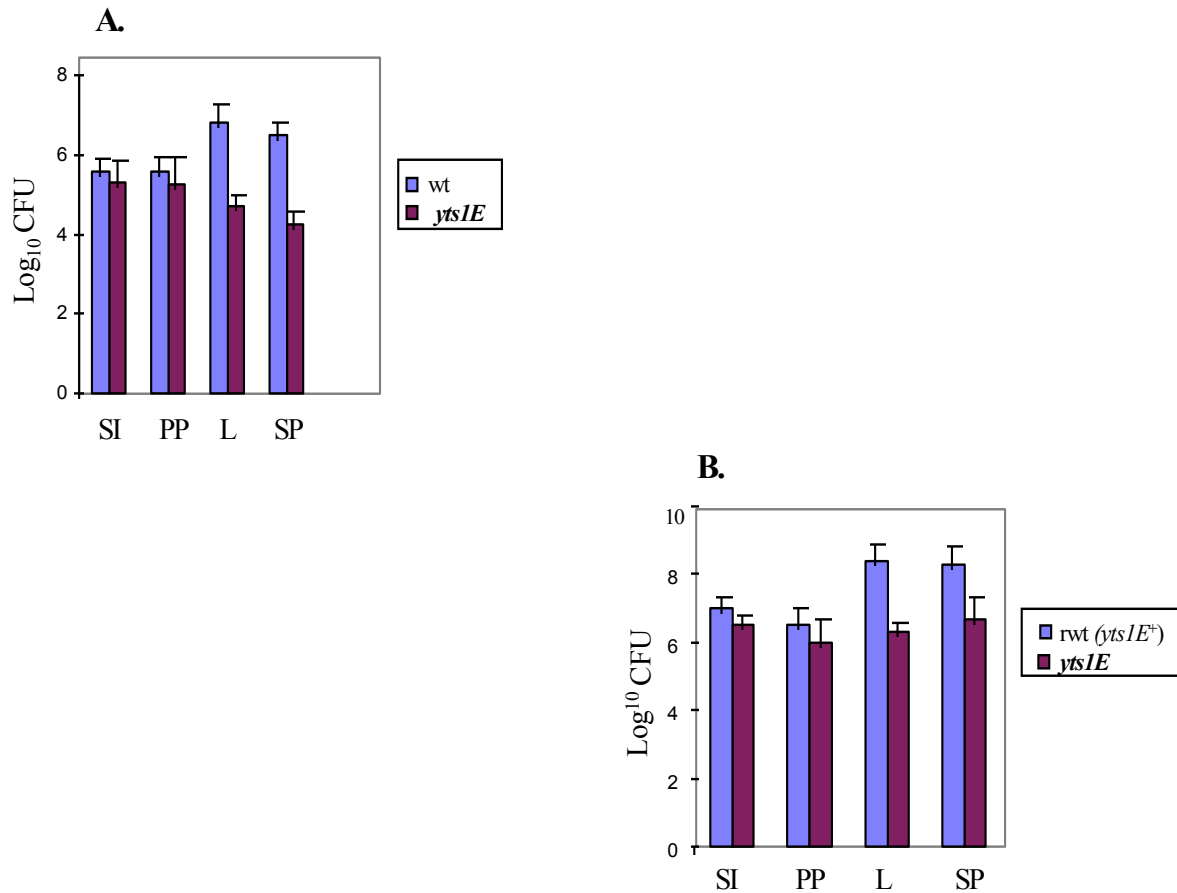 A.
8
6
4
2
0
Log10 CFU
SI PP L SP
wt
yts1E
B.
10
8
6
4
2
0
Log10 CFU
SI PP L SP
rwt (yts1E+)
yts1E